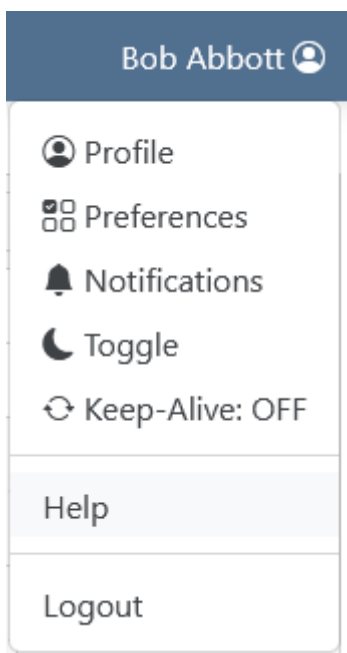 Bob Abbott
Profile
Preferences
Notifications
Toggle
Keep-Alive: OFF
Help
Logout